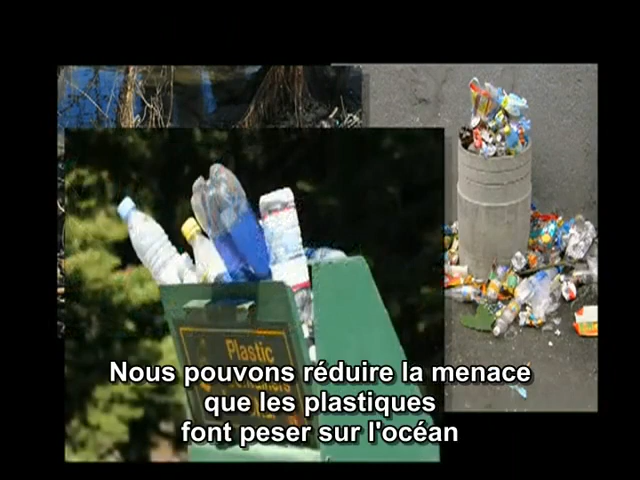 Plastic
Nous pouvons réduire la menace
que les plastiques
font peser sur l'océan